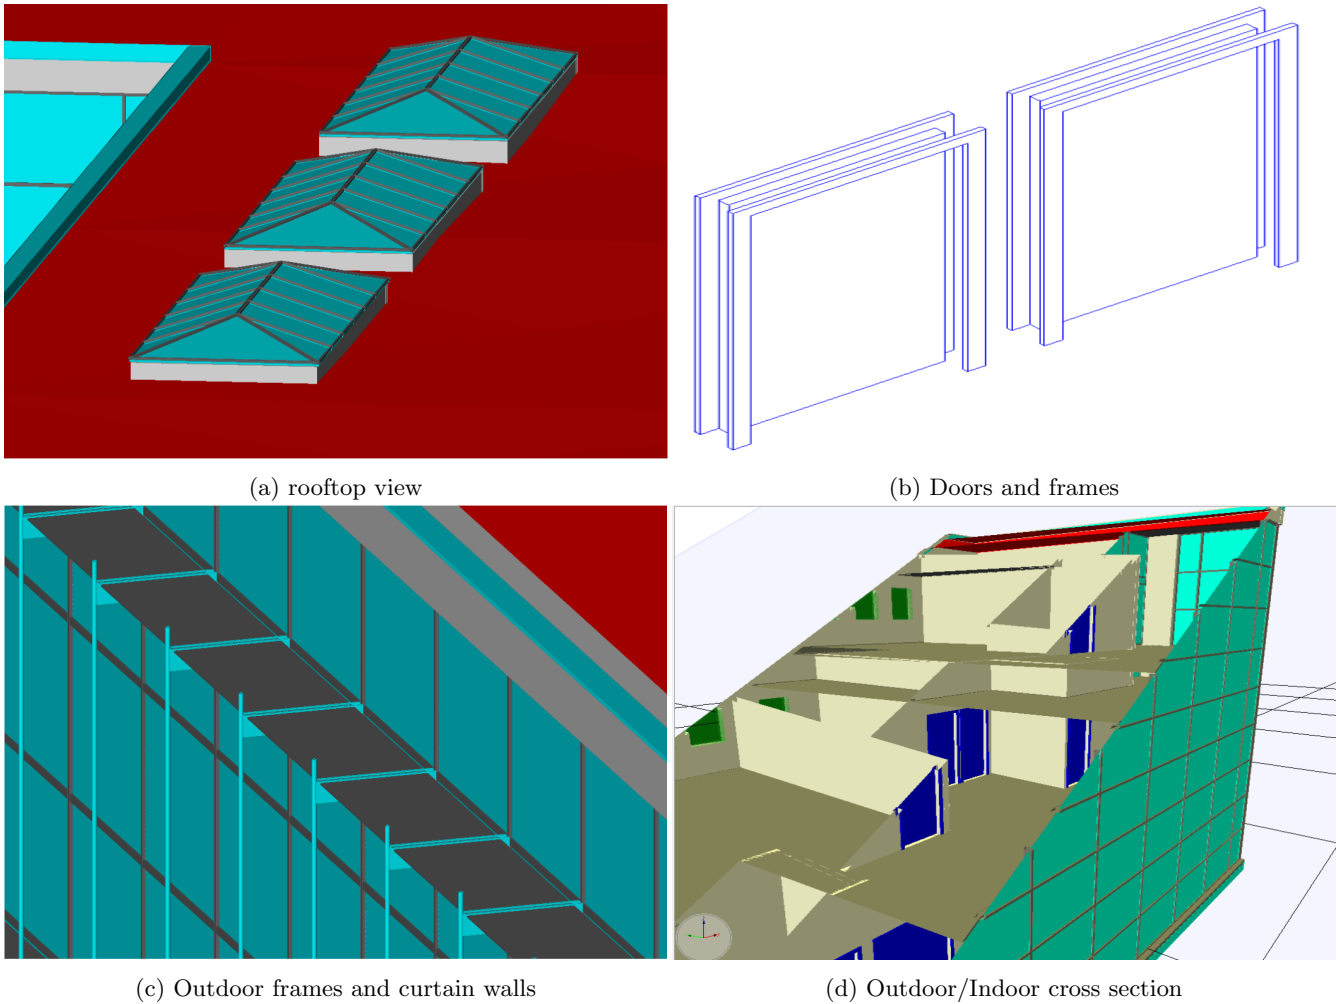 (a) rooftop view
(b) Doors and frames
(c) Outdoor frames and curtain walls
(d) Outdoor/Indoor cross section